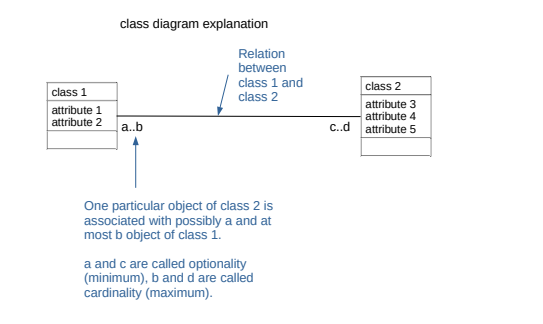 class diagram explanation
Relation
between
class 1 and
class 2
class 1
attribute 1
attribute 2
a..b
c..d
class 2
attribute 3
attribute 4
attribute 5
One particular object of class 2 is
associated with possibly a and at
most b object of class 1.
a and c are called optionality
(minimum), b and d are called
cardinality (maximum).